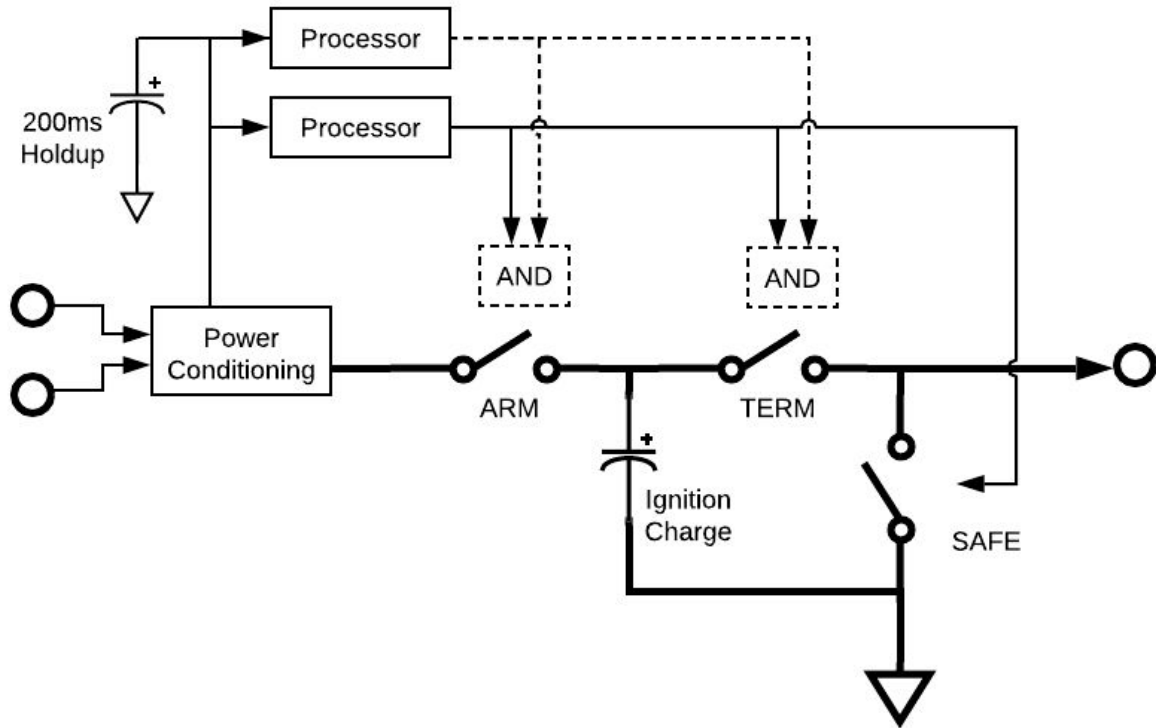 Processor
Processor
200ms
Holdup
+
AND
AND
Power
Conditioning
ARM
TERM
+
Ignition
Charge
SAFE